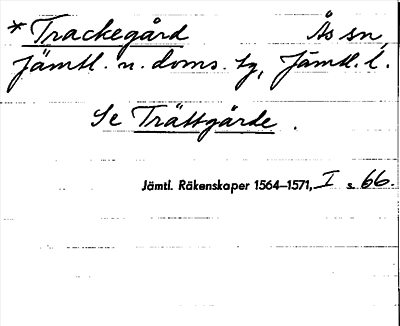 * Trackegård Ås sn,
Jämtl. n. doms. tg, Jämtl. l.
Se Trättgärde.
Jämtl. Räkenskaper 1564–1571, I s. 66.